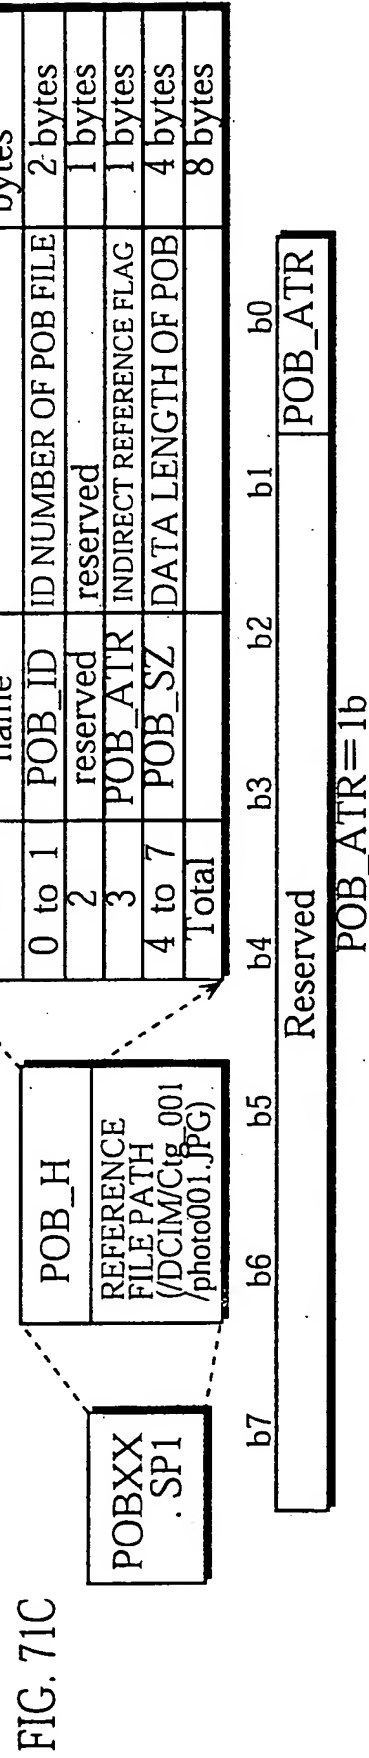 FIG. 71C
POBXX
.SP1
POB_H
REFERENCE
FILE PATH
(/DCIM/Ctg_001
/photo001.JPG)
name bytes
0 to 1 POB_ID ID NUMBER OF POB FILE 2 bytes
2 reserved reserved 1 bytes
3 POB_ATR INDIRECT REFERENCE FLAG 1 bytes
4 to 7 POB_SZ DATA LENGTH OF POB 4 bytes
Total 8 bytes
b7 b6 b5 b4 b3 b2 b1 b0
Reserved POB_ATR
POB_ATR=1b